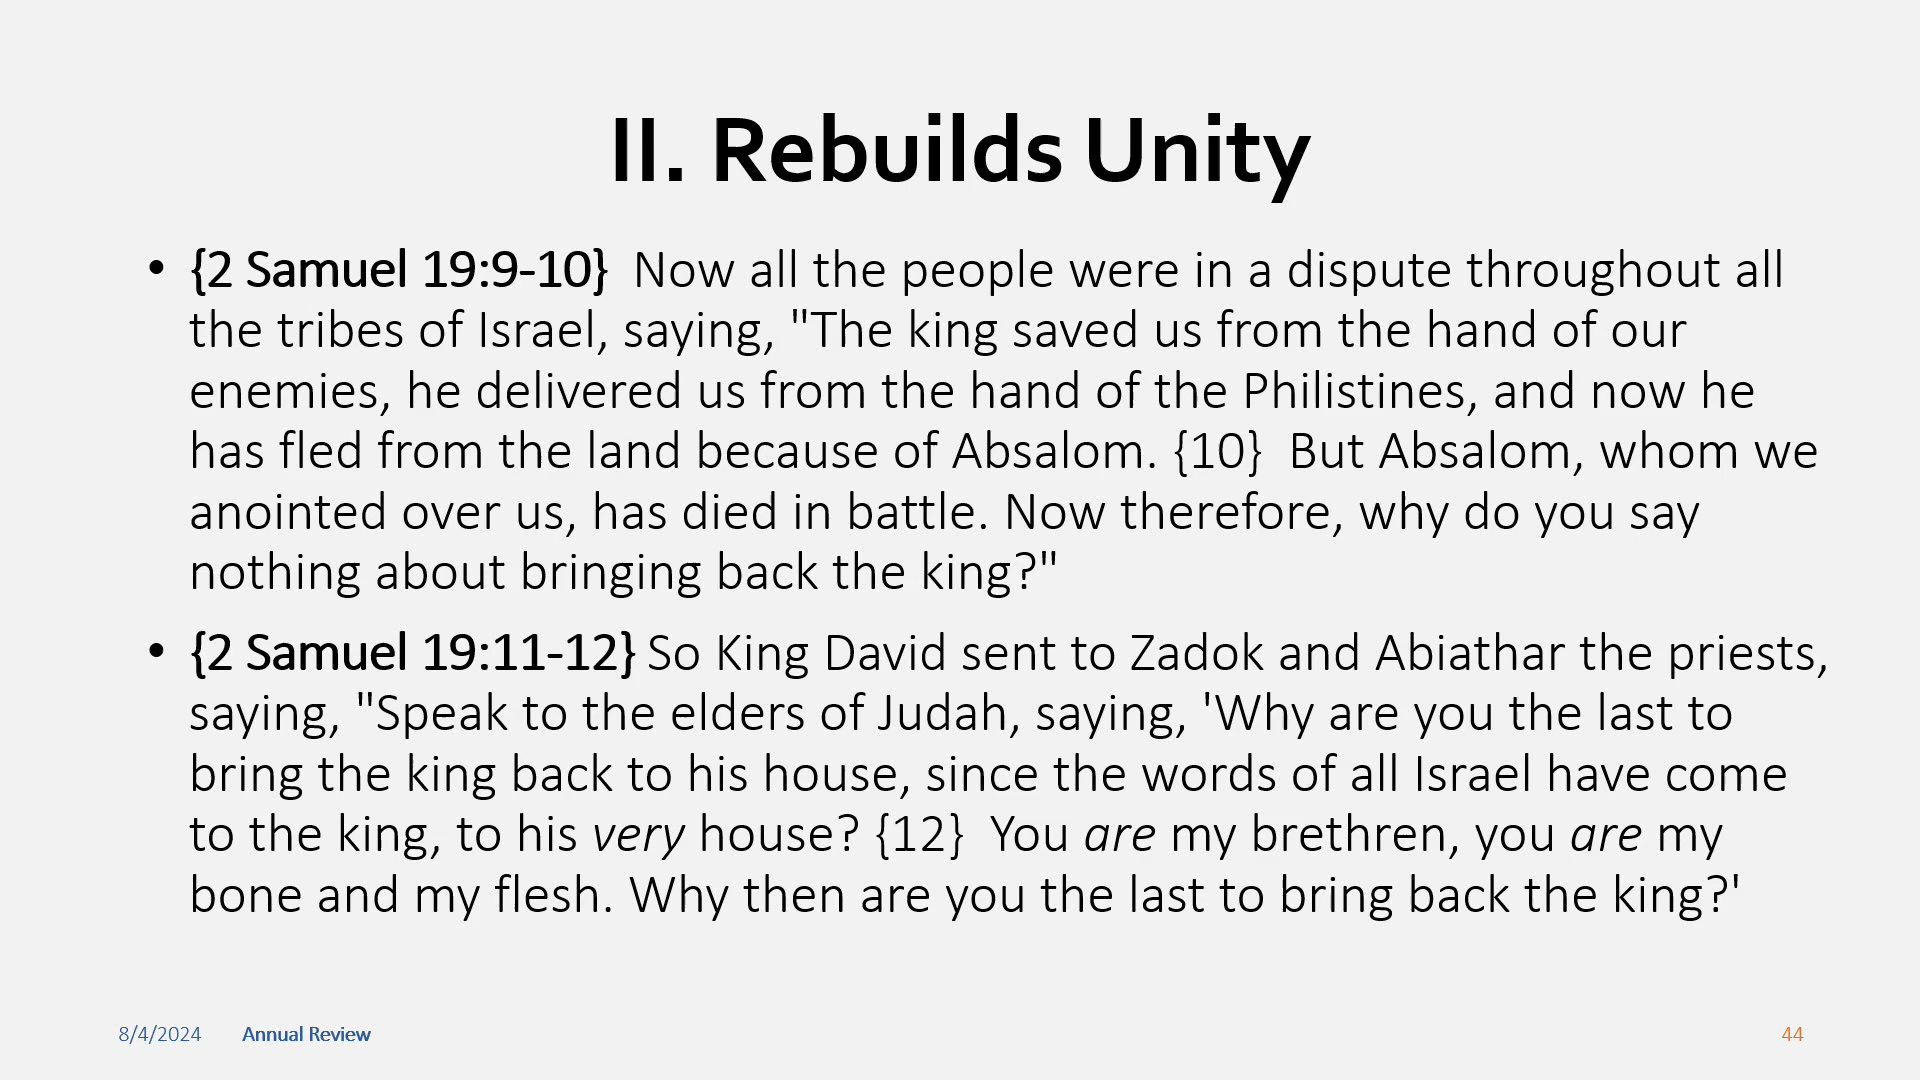 II. Rebuilds Unity
• {2 Samuel 19:9-10}  Now all the people were in a dispute throughout all
the tribes of Israel, saying, "The king saved us from the hand of our
enemies, he delivered us from the hand of the Philistines, and now he
has fled from the land because of Absalom. {10}  But Absalom, whom we
anointed over us, has died in battle. Now therefore, why do you say
nothing about bringing back the king?"
• {2 Samuel 19:11-12} So King David sent to Zadok and Abiathar the priests,
saying, "Speak to the elders of Judah, saying, 'Why are you the last to
bring the king back to his house, since the words of all Israel have come
to the king, to his very house? {12}  You are my brethren, you are my
bone and my flesh. Why then are you the last to bring back the king?'
8/4/2024 Annual Review 44